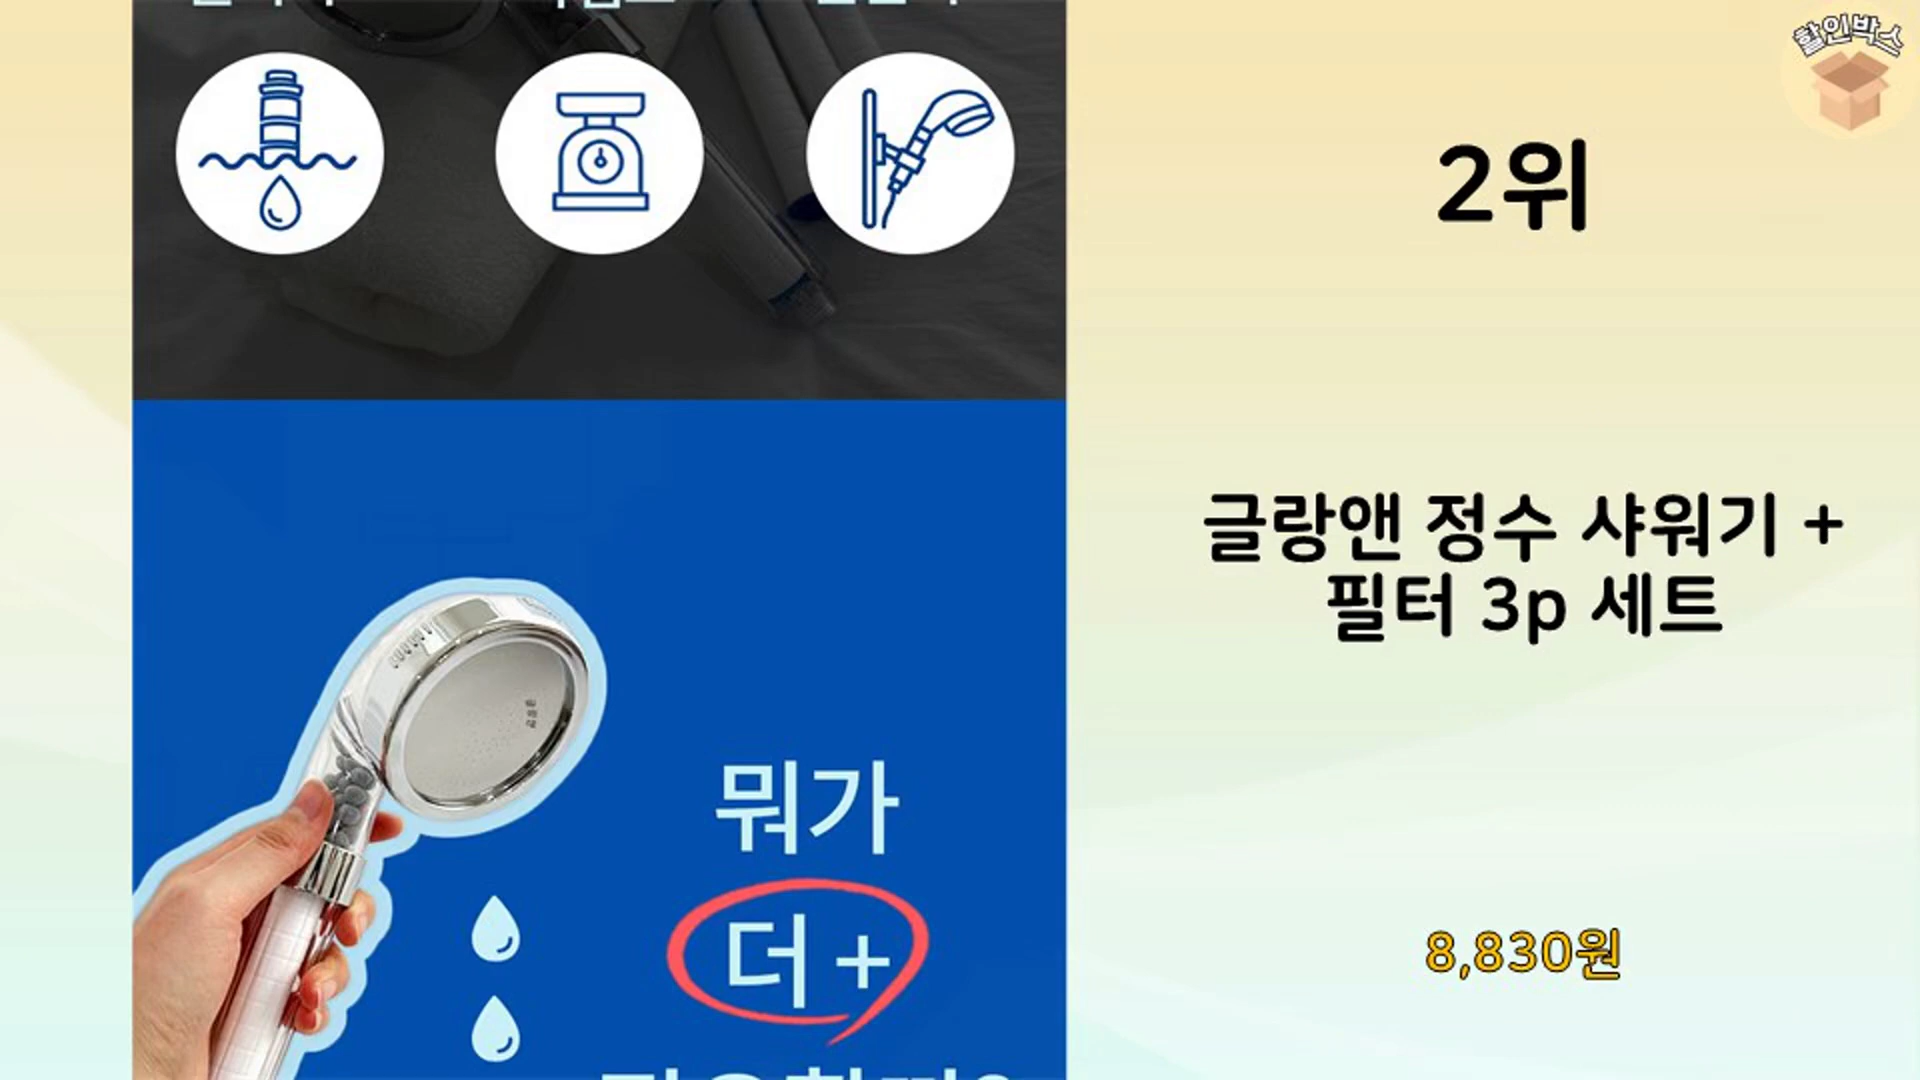 할인박스
2위
글랑앤 정수 샤워기 +
필터 3p 세트
8,830원
뭐가
더 +